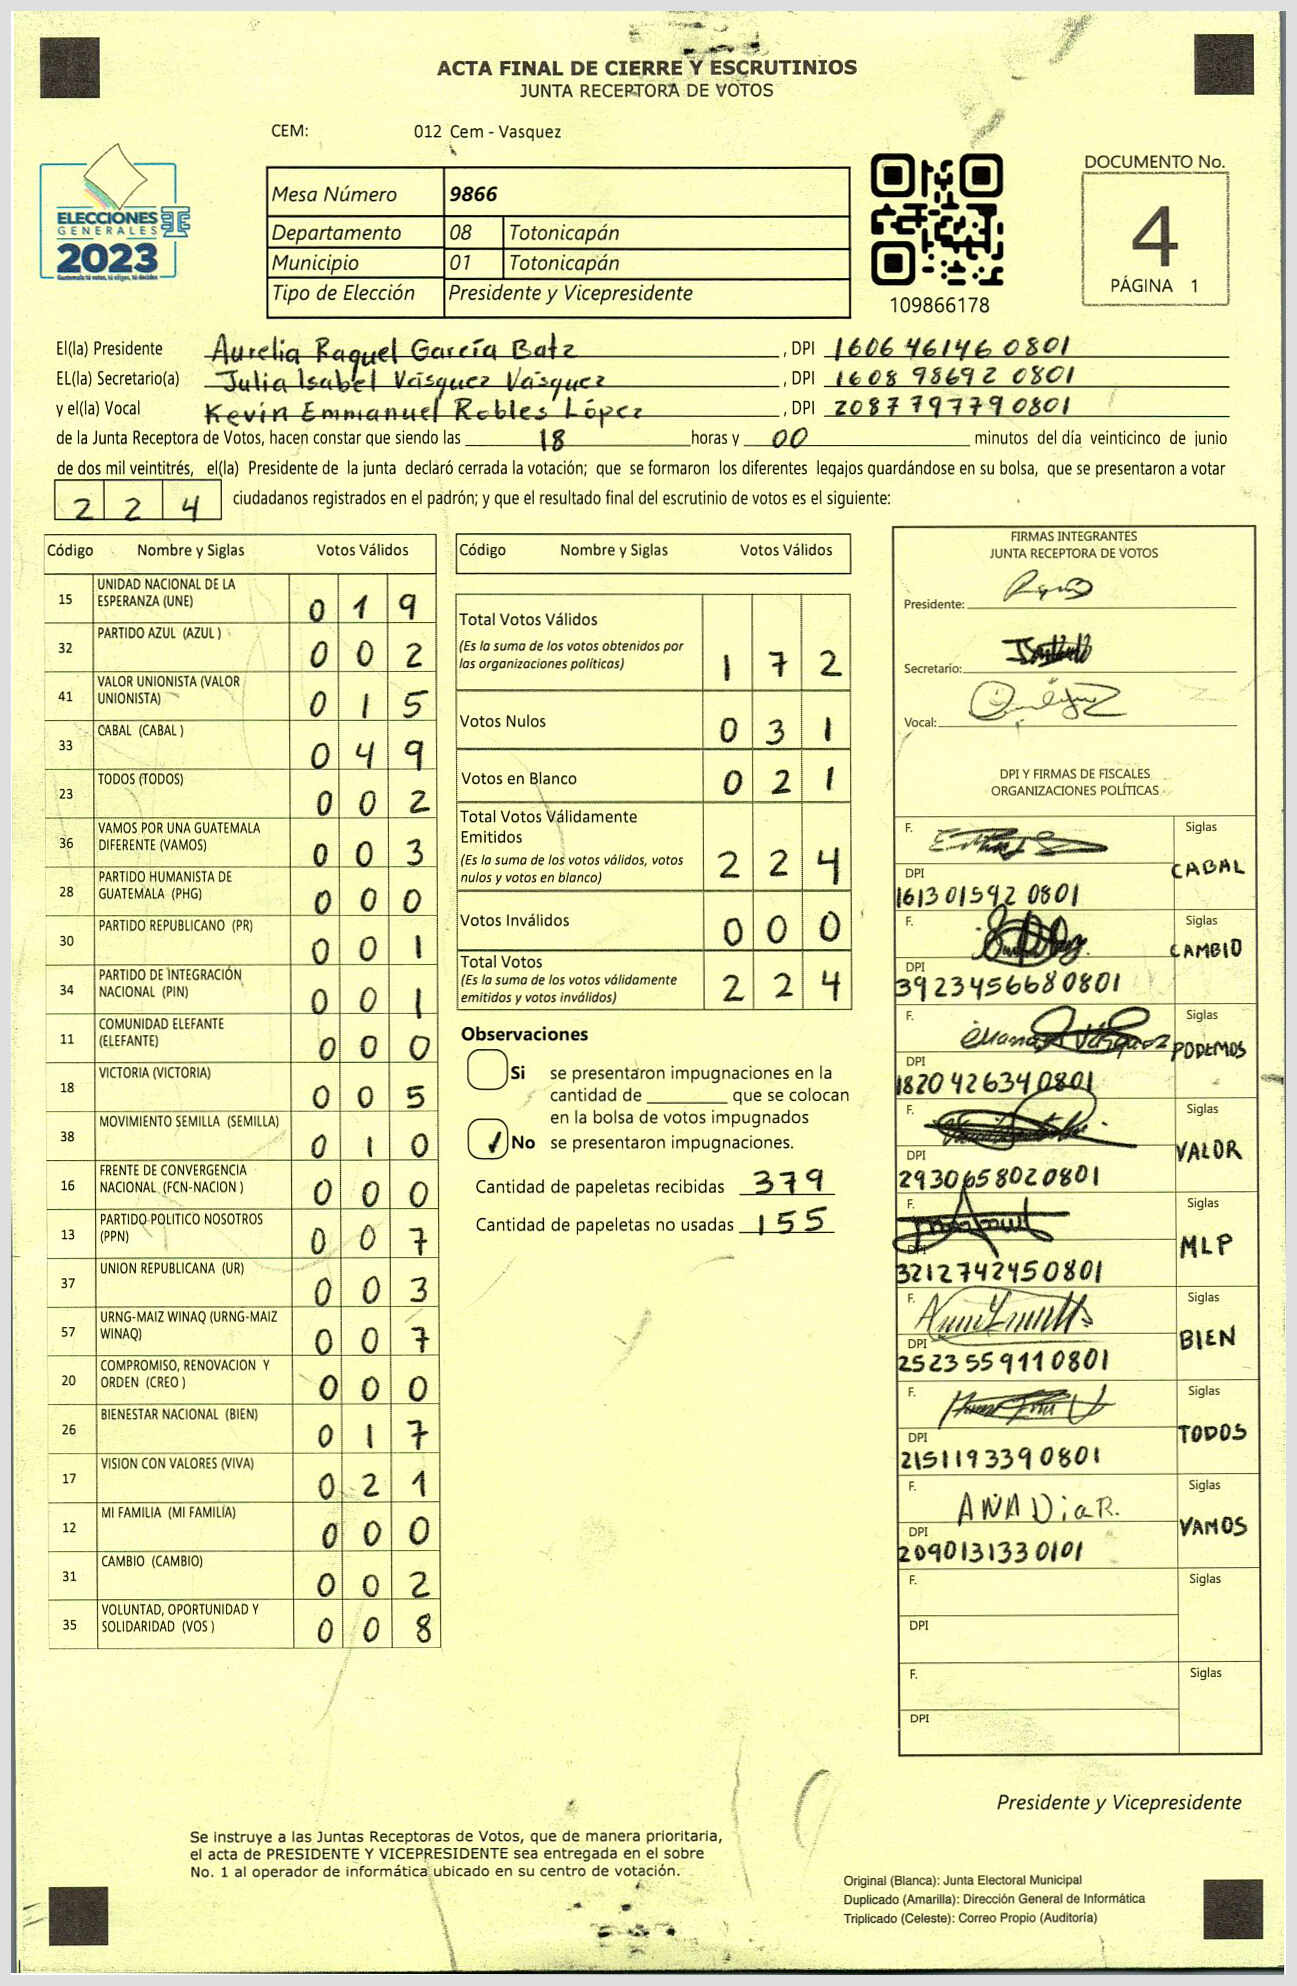 ACTA FINAL DE CIERRE Y ESCRUTINIOS
JUNTA RECEPTORA DE VOTOS
CEM: 012 Cem - Vasquez
ELECCIONES
GENERALES
2023
Guatemala tú votas, tú eliges, tú decides
Mesa Número 9866
Departamento 08 Totonicapán
Municipio 01 Totonicapán
Tipo de Elección Presidente y Vicepresidente
109866178
DOCUMENTO No.
4
PÁGINA 1
El(la) Presidente Aurelia Raquel García Batz , DPI 1606 46146 0801
EL(la) Secretario(a) Julia Isabel Vásquez Vásquez , DPI 1608 98692 0801
y el(la) Vocal Kevin Emmanuel Robles López , DPI 2087797790801
de la Junta Receptora de Votos, hacen constar que siendo las 18 horas y 00 minutos del día veinticinco de junio
de dos mil veintitrés, el(la) Presidente de la junta declaró cerrada la votación; que se formaron los diferentes legajos guardándose en su bolsa, que se presentaron a votar
2 2 4 ciudadanos registrados en el padrón; y que el resultado final del escrutinio de votos es el siguiente:
Código Nombre y Siglas Votos Válidos
15 UNIDAD NACIONAL DE LA ESPERANZA (UNE) 0 1 9
32 PARTIDO AZUL (AZUL ) 0 0 2
41 VALOR UNIONISTA (VALOR UNIONISTA) 0 1 5
33 CABAL (CABAL ) 0 4 9
23 TODOS (TODOS) 0 0 2
36 VAMOS POR UNA GUATEMALA DIFERENTE (VAMOS) 0 0 3
28 PARTIDO HUMANISTA DE GUATEMALA (PHG) 0 0 0
30 PARTIDO REPUBLICANO (PR) 0 0 1
34 PARTIDO DE INTEGRACIÓN NACIONAL (PIN) 0 0 1
11 COMUNIDAD ELEFANTE (ELEFANTE) 0 0 0
18 VICTORIA (VICTORIA) 0 0 5
38 MOVIMIENTO SEMILLA (SEMILLA) 0 1 0
16 FRENTE DE CONVERGENCIA NACIONAL (FCN-NACION ) 0 0 0
13 PARTIDO POLITICO NOSOTROS (PPN) 0 0 7
37 UNION REPUBLICANA (UR) 0 0 3
57 URNG-MAIZ WINAQ (URNG-MAIZ WINAQ) 0 0 7
20 COMPROMISO, RENOVACION Y ORDEN (CREO ) 0 0 0
26 BIENESTAR NACIONAL (BIEN) 0 1 7
17 VISION CON VALORES (VIVA) 0 2 1
12 MI FAMILIA (MI FAMILIA) 0 0 0
31 CAMBIO (CAMBIO) 0 0 2
35 VOLUNTAD, OPORTUNIDAD Y SOLIDARIDAD (VOS ) 0 0 8
Código Nombre y Siglas Votos Válidos
Total Votos Válidos
(Es la suma de los votos obtenidos por
las organizaciones políticas) 1 7 2
Votos Nulos 0 3 1
Votos en Blanco 0 2 1
Total Votos Válidamente
Emitidos
(Es la suma de los votos válidos, votos
nulos y votos en blanco) 2 2 4
Votos Inválidos 0 0 0
Total Votos
(Es la suma de los votos válidamente
emitidos y votos inválidos) 2 2 4
Observaciones
Si se presentaron impugnaciones en la
cantidad de ________ que se colocan
en la bolsa de votos impugnados
✓ No se presentaron impugnaciones.
Cantidad de papeletas recibidas 379
Cantidad de papeletas no usadas 155
FIRMAS INTEGRANTES
JUNTA RECEPTORA DE VOTOS
Presidente:
Secretario:
Vocal:
DPI Y FIRMAS DE FISCALES
ORGANIZACIONES POLÍTICAS
F. Siglas
CABAL
DPI
161301592 0801
F. Siglas
CAMBIO
DPI
3923456680801
F. Siglas
PODEMOS
DPI
1820426340801
F. Siglas
VALOR
DPI
2930658020801
F. Siglas
MLP
DPI
3212742450801
F. Siglas
BIEN
DPI
2523559110801
F. Siglas
TODOS
DPI
2151193390801
F. ANA Dia R. Siglas
VAMOS
DPI
2090131330101
F. Siglas
DPI
F. Siglas
DPI
Presidente y Vicepresidente
Se instruye a las Juntas Receptoras de Votos, que de manera prioritaria,
el acta de PRESIDENTE Y VICEPRESIDENTE sea entregada en el sobre
No. 1 al operador de informática ubicado en su centro de votación.
Original (Blanca): Junta Electoral Municipal
Duplicado (Amarilla): Dirección General de Informática
Triplicado (Celeste): Correo Propio (Auditoría)